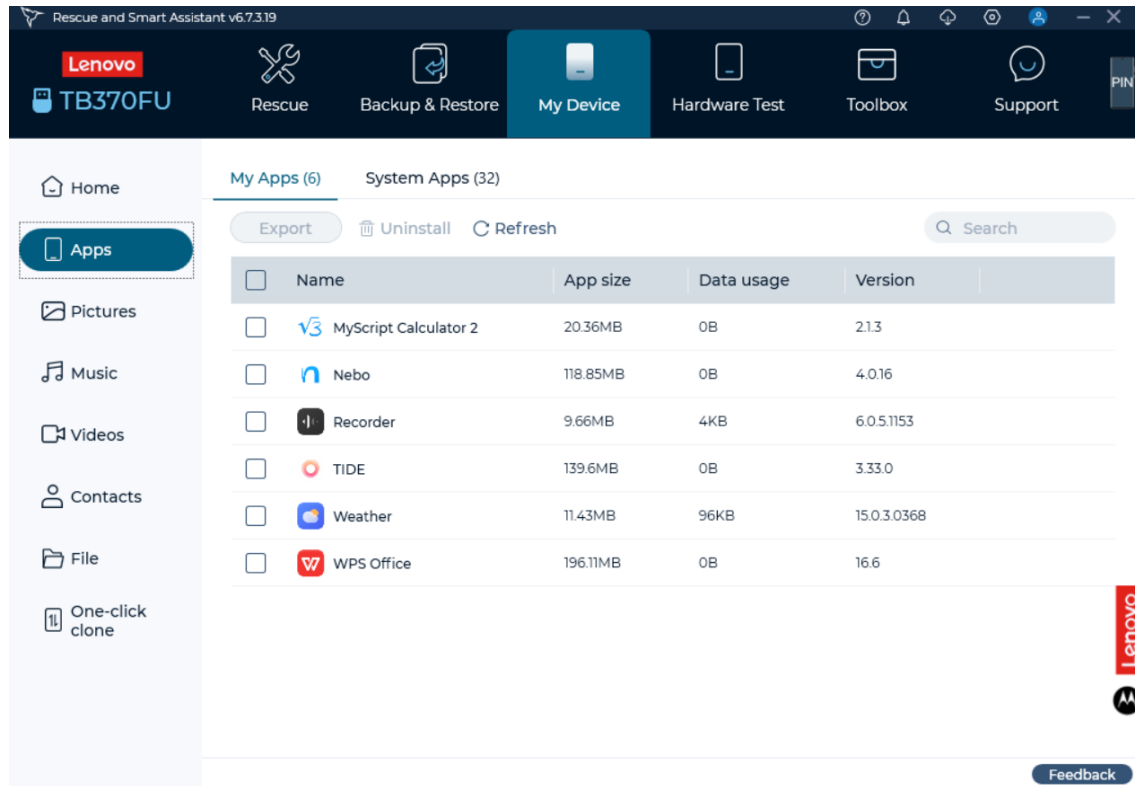 Rescue and Smart Assistant v6.7.3.19
Lenovo
TB370FU
Rescue
Backup & Restore
My Device
Hardware Test
Toolbox
Support
PIN
Home
Apps
Pictures
Music
Videos
Contacts
File
One-click
clone
My Apps (6) System Apps (32)
Export Uninstall Refresh Search
Name App size Data usage Version
MyScript Calculator 2 20.36MB 0B 2.1.3
Nebo 118.85MB 0B 4.0.16
Recorder 9.66MB 4KB 6.0.5.1153
TIDE 139.6MB 0B 3.33.0
Weather 11.43MB 96KB 15.0.3.0368
WPS Office 196.11MB 0B 16.6
Lenovo
Feedback